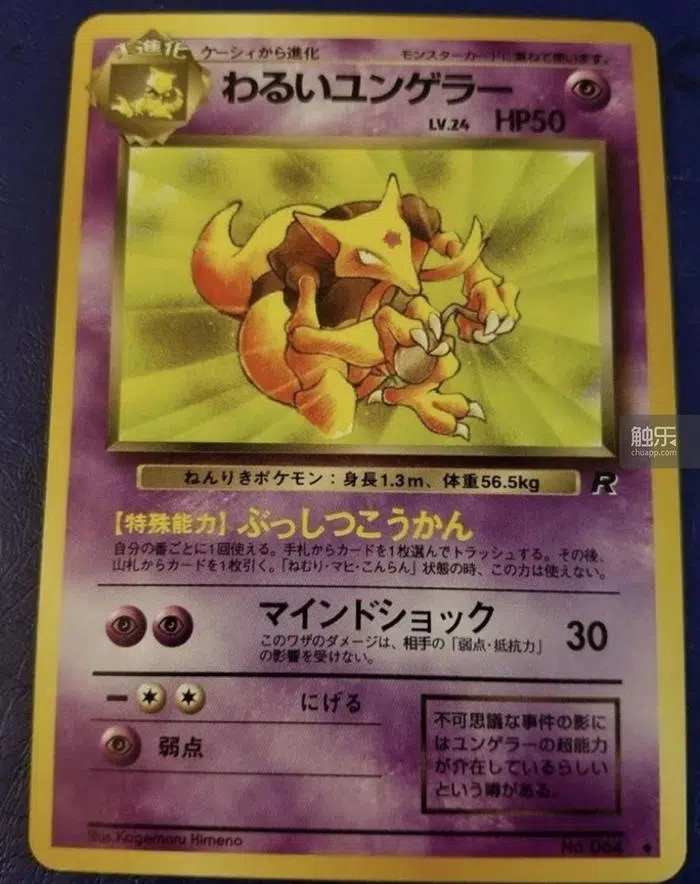 1進化
ケーシィから進化
モンスターカードに重ねて使います。
わるいユンゲラー
LV.24 HP50
触乐
chuapp.com
ねんりきポケモン：身長1.3m、体重56.5kg
R
【特殊能力】ぶっしつこうかん
自分の番ごとに1回使える。手札からカードを1枚選んでトラッシュする。その後、
山札からカードを1枚引く。「ねむり・マヒ・こんらん」状態の時、この力は使えない。
マインドショック
このワザのダメージは、相手の「弱点・抵抗力」
の影響を受けない。
30
にげる
弱点
不可思議な事件の影に
はユンゲラーの超能力
が介在しているらしい
という噂がある。
Illus.Kagemaru Himeno
No.064